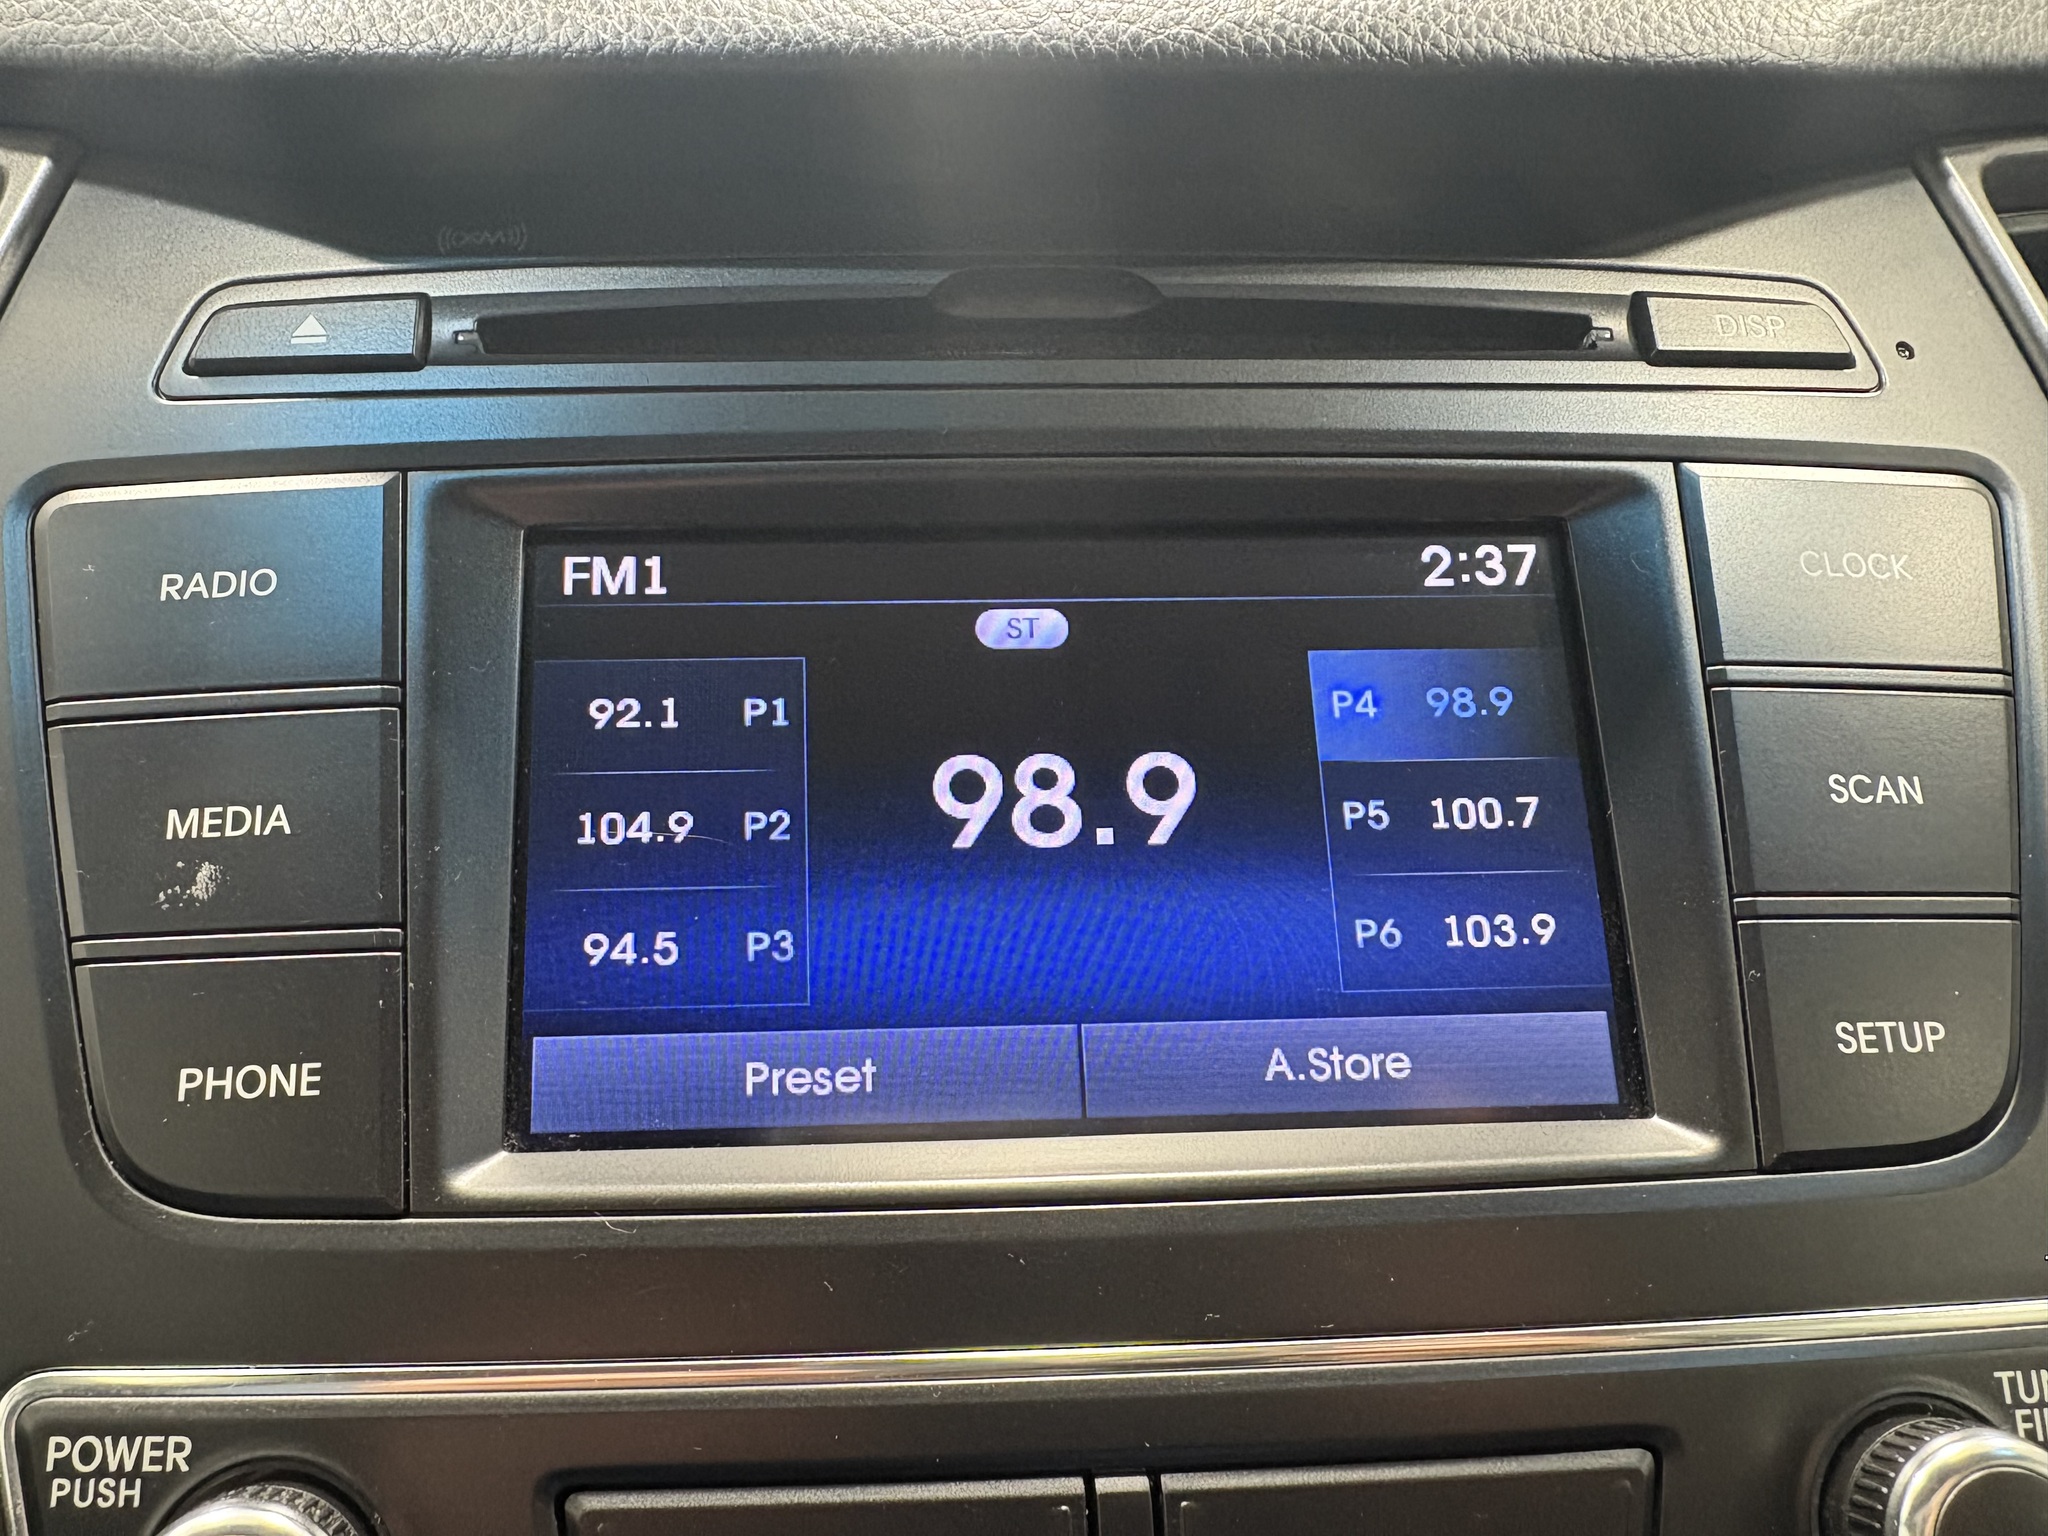 ((XM))
DISP
RADIO
MEDIA
PHONE
FM1 2:37
ST
92.1 P1
104.9 P2
94.5 P3
98.9
P4 98.9
P5 100.7
P6 103.9
Preset A.Store
CLOCK
SCAN
SETUP
POWER
PUSH